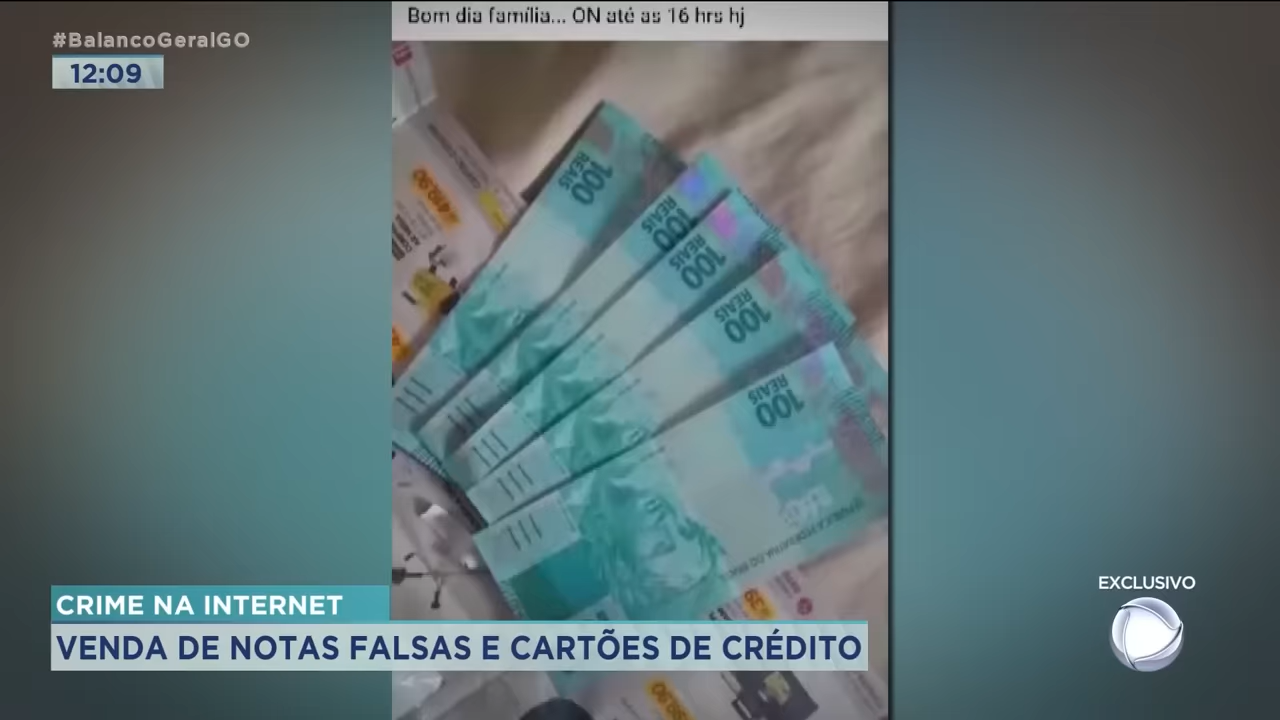 Bom dia família... ON até as 16 hrs hj
#BalancoGeralGO
12:09
100
REAIS
100
REAIS
100
REAIS
100
REAIS
100
REAIS
EXCLUSIVO
CRIME NA INTERNET
VENDA DE NOTAS FALSAS E CARTÕES DE CRÉDITO